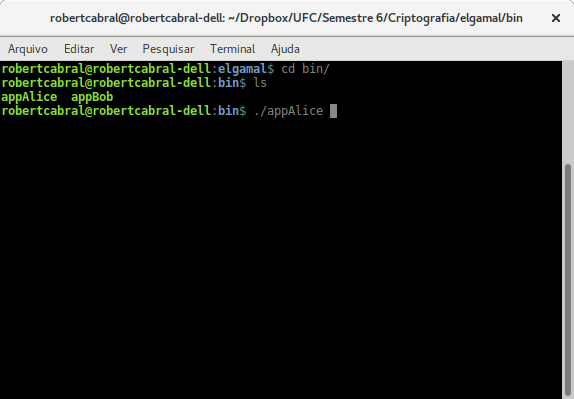 robertcabral@robertcabral-dell: ~/Dropbox/UFC/Semestre 6/Criptografia/elgamal/bin
Arquivo Editar Ver Pesquisar Terminal Ajuda
robertcabral@robertcabral-dell:elgamal$ cd bin/
robertcabral@robertcabral-dell:bin$ ls
appAlice  appBob
robertcabral@robertcabral-dell:bin$ ./appAlice